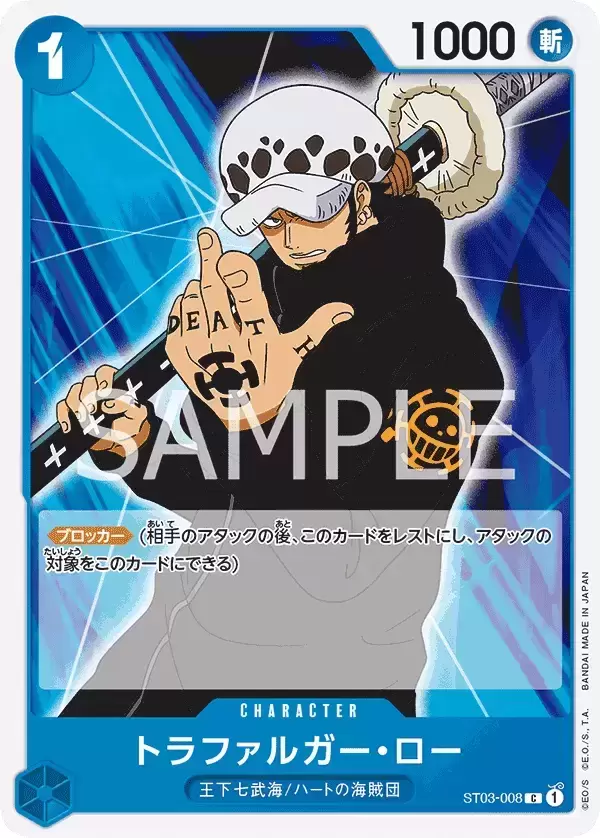 1
1000
斬
DEATH
SAMPLE
ブロッカー (相手のアタックの後、このカードをレストにし、アタックの
対象をこのカードにできる)
CHARACTER
トラファルガー・ロー
王下七武海/ハートの海賊団
ST03-008 C 1
©E.O/S ©E.O./S., T.A. BANDAI MADE IN JAPAN